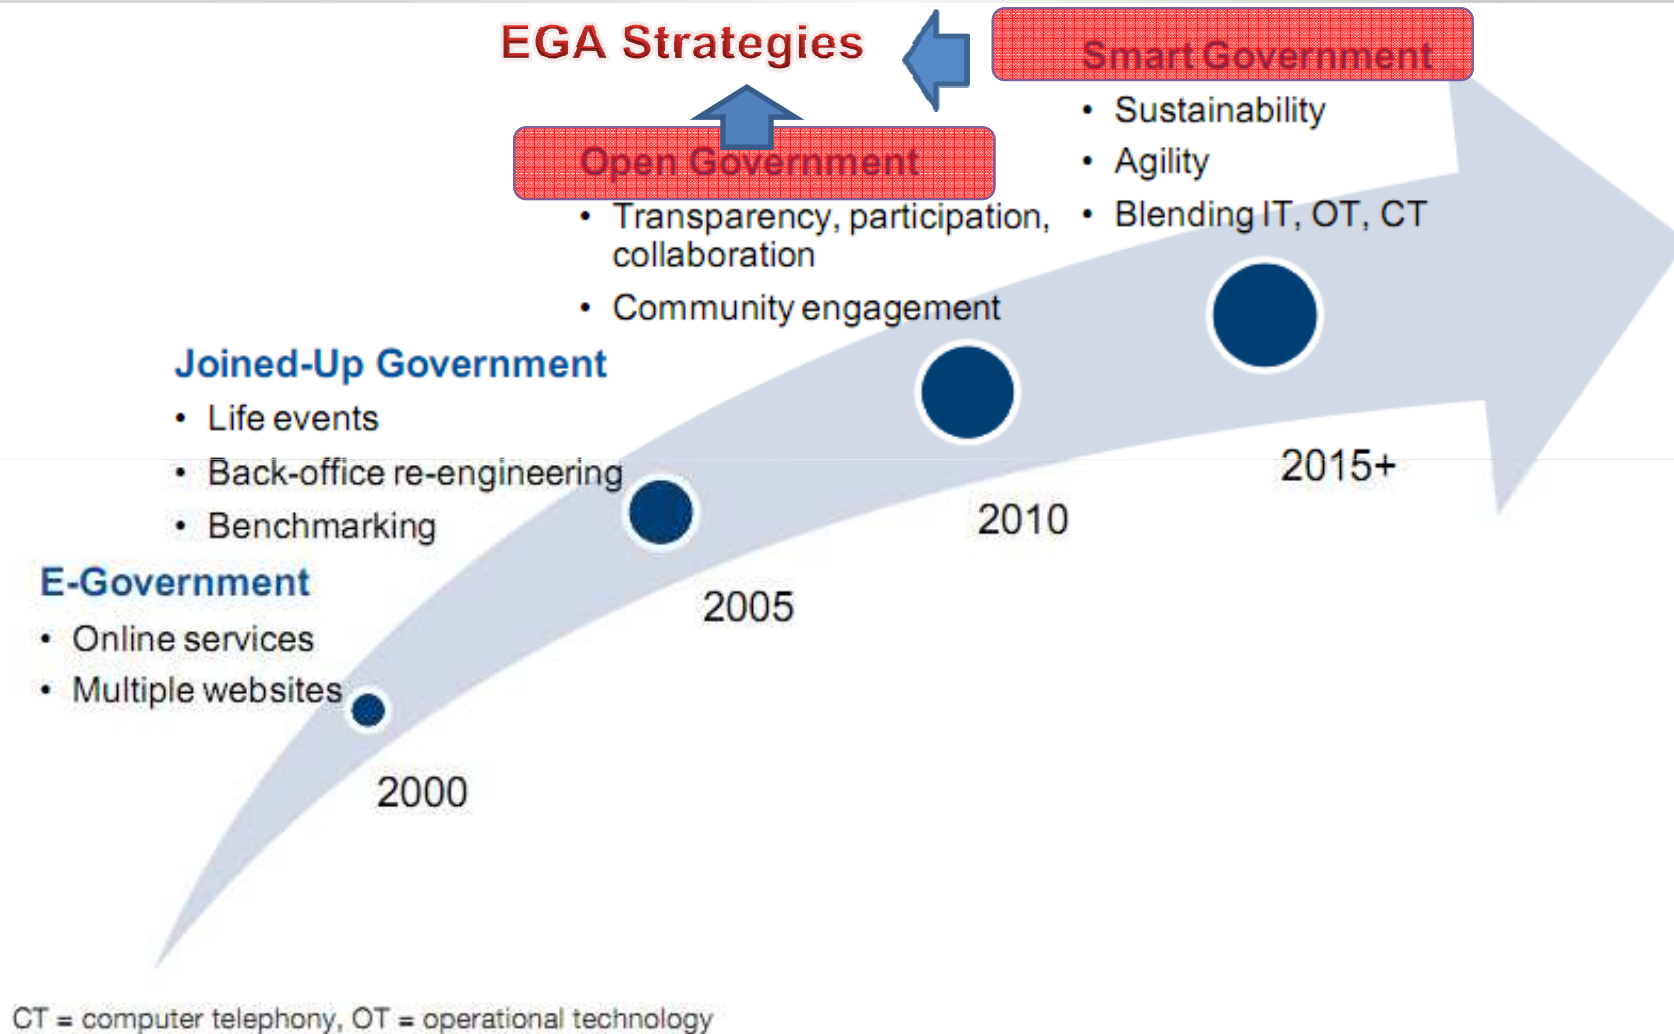 EGA Strategies
Smart Government
• Sustainability
• Agility
• Blending IT, OT, CT
Open Government
• Transparency, participation,
collaboration
• Community engagement
Joined-Up Government
• Life events
• Back-office re-engineering
• Benchmarking
E-Government
• Online services
• Multiple websites
2015+
2010
2005
2000
CT = computer telephony, OT = operational technology